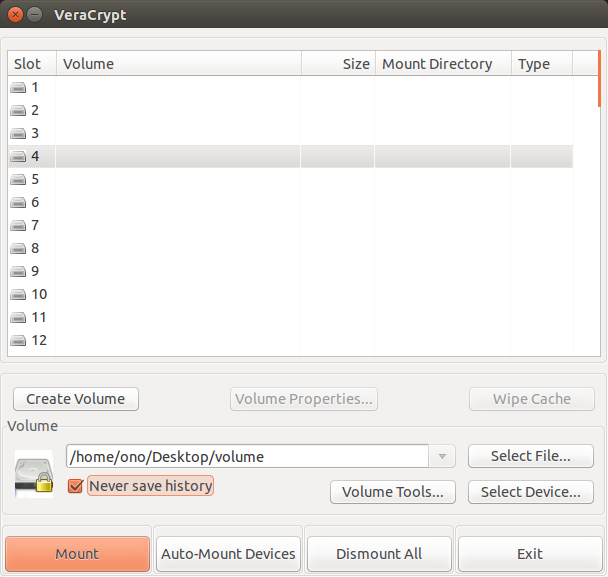 VeraCrypt
Slot Volume Size Mount Directory Type
1
2
3
4
5
6
7
8
9
10
11
12
Create Volume Volume Properties... Wipe Cache
Volume
/home/ono/Desktop/volume Select File...
Never save history Volume Tools... Select Device...
Mount Auto-Mount Devices Dismount All Exit